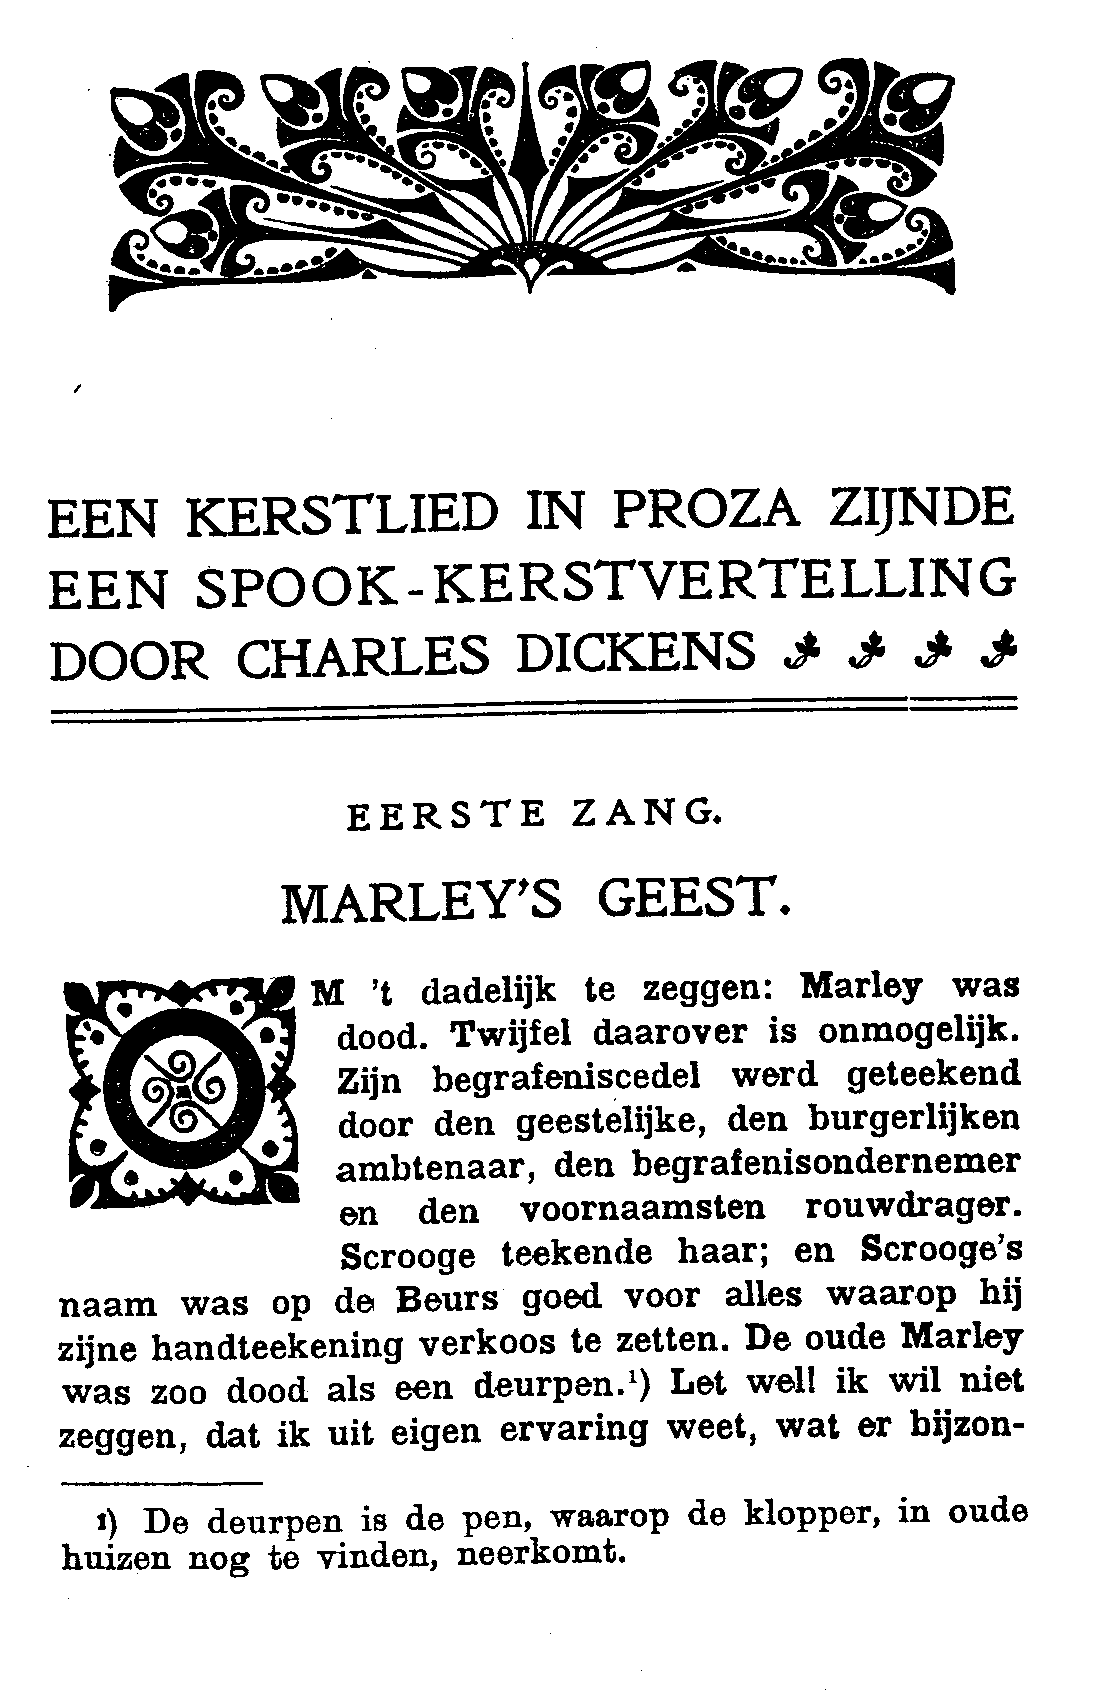 EEN KERSTLIED IN PROZA ZIJNDE
EEN SPOOK-KERSTVERTELLING
DOOR CHARLES DICKENS
EERSTE ZANG.
MARLEY'S GEEST.
OM 't dadelijk te zeggen: Marley was
dood. Twijfel daarover is onmogelijk.
Zijn begrafeniscedel werd geteekend
door den geestelijke, den burgerlijken
ambtenaar, den begrafenisondernemer
en den voornaamsten rouwdrager.
Scrooge teekende haar; en Scrooge's
naam was op de Beurs goed voor alles waarop hij
zijne handteekening verkoos te zetten. De oude Marley
was zoo dood als een deurpen.¹) Let wel! ik wil niet
zeggen, dat ik uit eigen ervaring weet, wat er bijzon-
1) De deurpen is de pen, waarop de klopper, in oude
huizen nog te vinden, neerkomt.